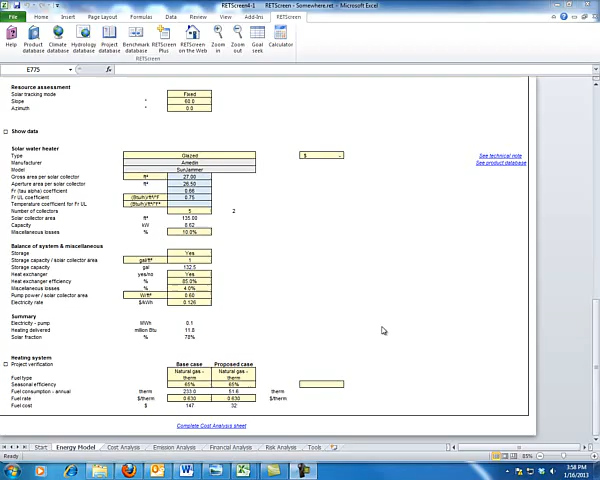 RETScreen4-1 RETScreen - Somewhere.ret - Microsoft Excel
File Home Insert Page Layout Formulas Data Review View Add-Ins RETScreen
Help Product database Climate database Hydrology database Project database Benchmark database RETScreen Plus RETScreen on the Web Zoom in Zoom out Goal seek Calculator
RETScreen
E775 fx
Resource assessment
Solar tracking mode Fixed
Slope ° 60.0
Azimuth ° 0.0
Show data
Solar water heater
Type Glazed $ - See technical note
Manufacturer Amedin See product database
Model SunJammer
Gross area per solar collector ft² 27.00
Aperture area per solar collector ft² 26.50
Fr (tau alpha) coefficient 0.66
Fr UL coefficient (Btu/h)/ft²/°F 0.75
Temperature coefficient for Fr UL (Btu/h)/ft²/°F²
Number of collectors 5 2
Solar collector area ft² 135.00
Capacity kW 8.62
Miscellaneous losses % 10.0%
Balance of system & miscellaneous
Storage Yes
Storage capacity / solar collector area gal/ft² 1
Storage capacity gal 132.5
Heat exchanger yes/no Yes
Heat exchanger efficiency % 85.0%
Miscellaneous losses % 4.0%
Pump power / solar collector area W/ft² 0.60
Electricity rate $/kWh 0.126
Summary
Electricity - pump MWh 0.1
Heating delivered million Btu 11.8
Solar fraction % 78%
Heating system
Project verification Base case Proposed case
Fuel type Natural gas - therm Natural gas - therm
Seasonal efficiency 65% 65%
Fuel consumption - annual therm 233.0 51.6 therm
Fuel rate $/therm 0.630 0.630 $/therm
Fuel cost $ 147 32
Complete Cost Analysis sheet
Start Energy Model Cost Analysis Emission Analysis Financial Analysis Risk Analysis Tools
Ready 85%
3:58 PM
1/16/2013